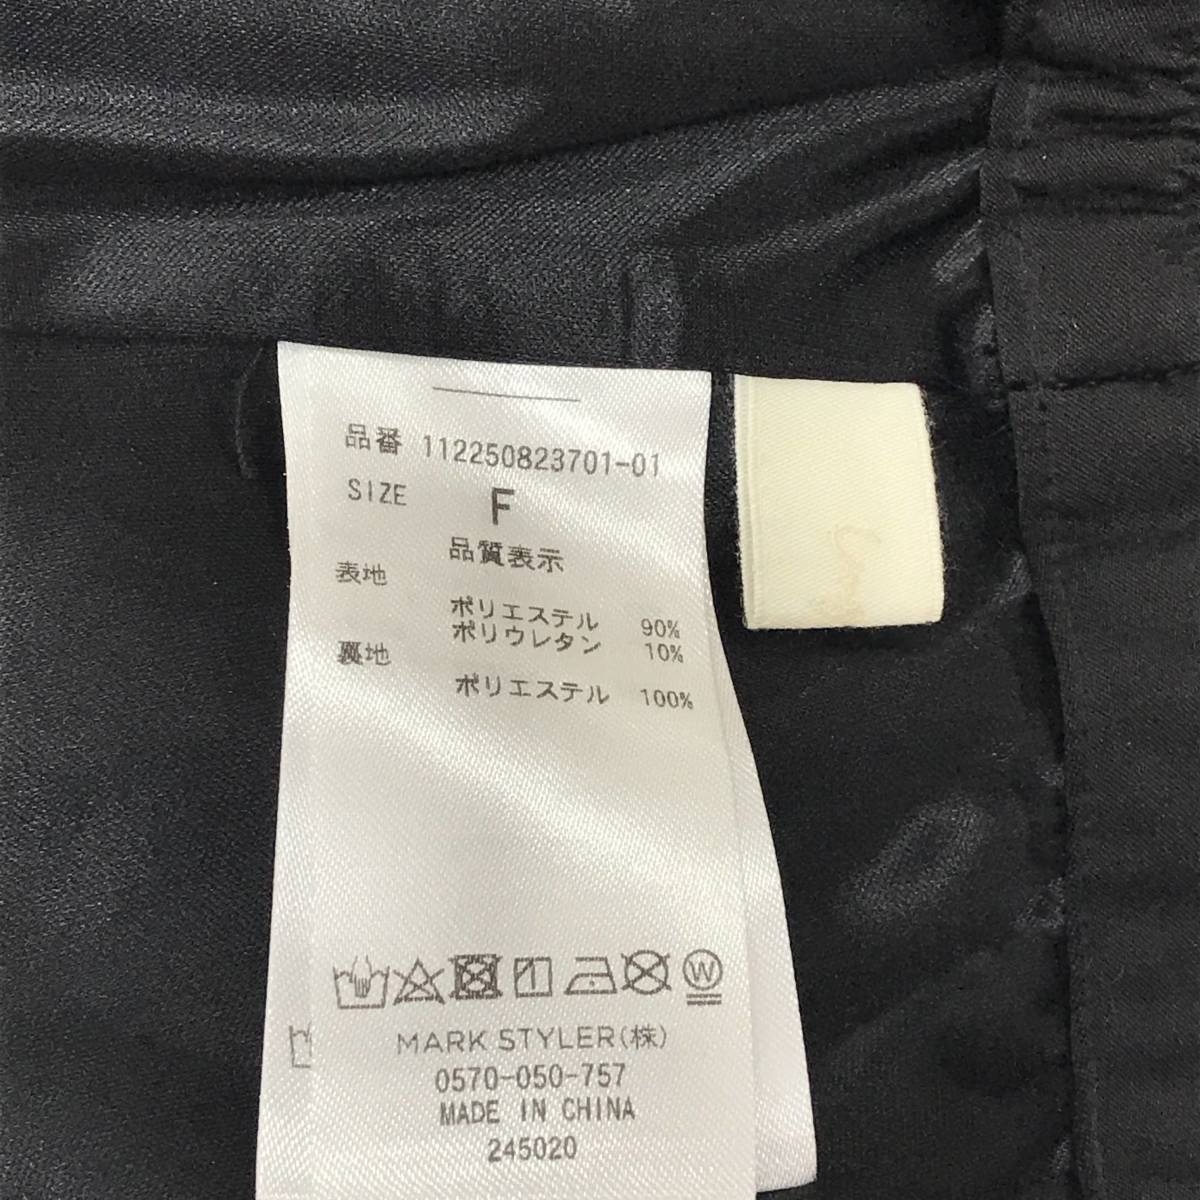 品番 112250823701-01
SIZE F
品質表示
表地
ポリエステル 90%
ポリウレタン 10%
裏地
ポリエステル 100%
W
MARK STYLER(株)
0570-050-757
MADE IN CHINA
245020